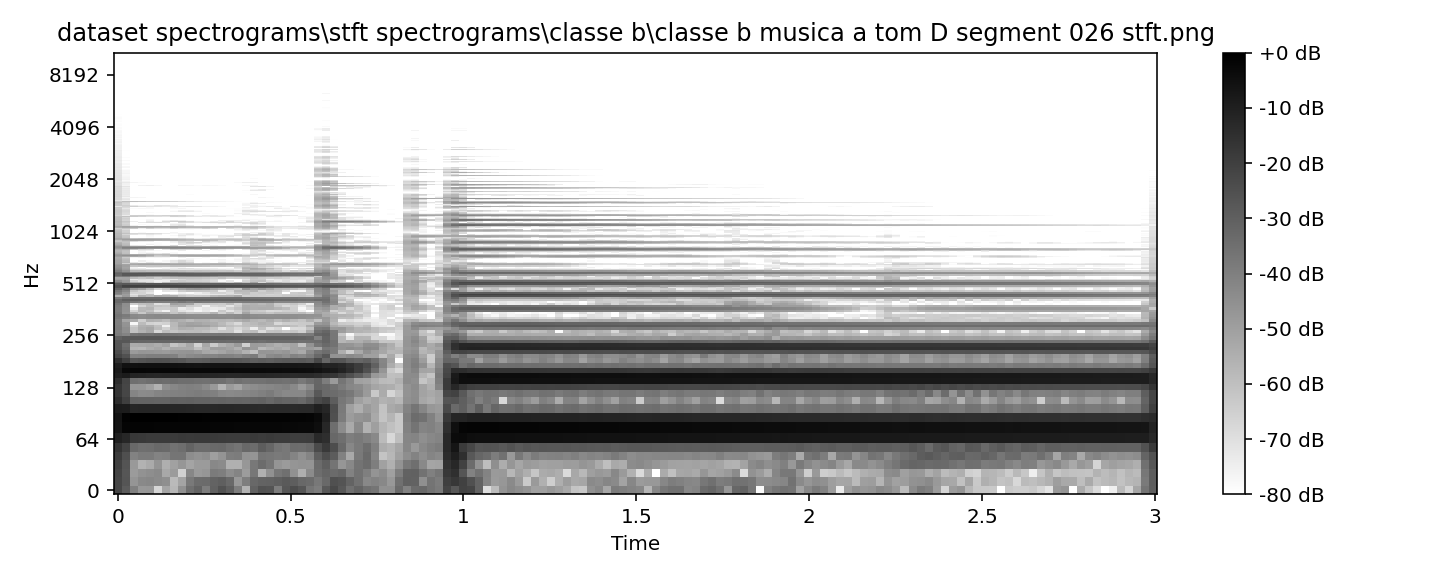 dataset spectrograms\stft spectrograms\classe b\classe b musica a tom D segment 026 stft.png
8192
4096
2048
1024
512
256
128
64
0
Hz
0
0.5
1
1.5
2
2.5
3
Time
+0 dB
-10 dB
-20 dB
-30 dB
-40 dB
-50 dB
-60 dB
-70 dB
-80 dB